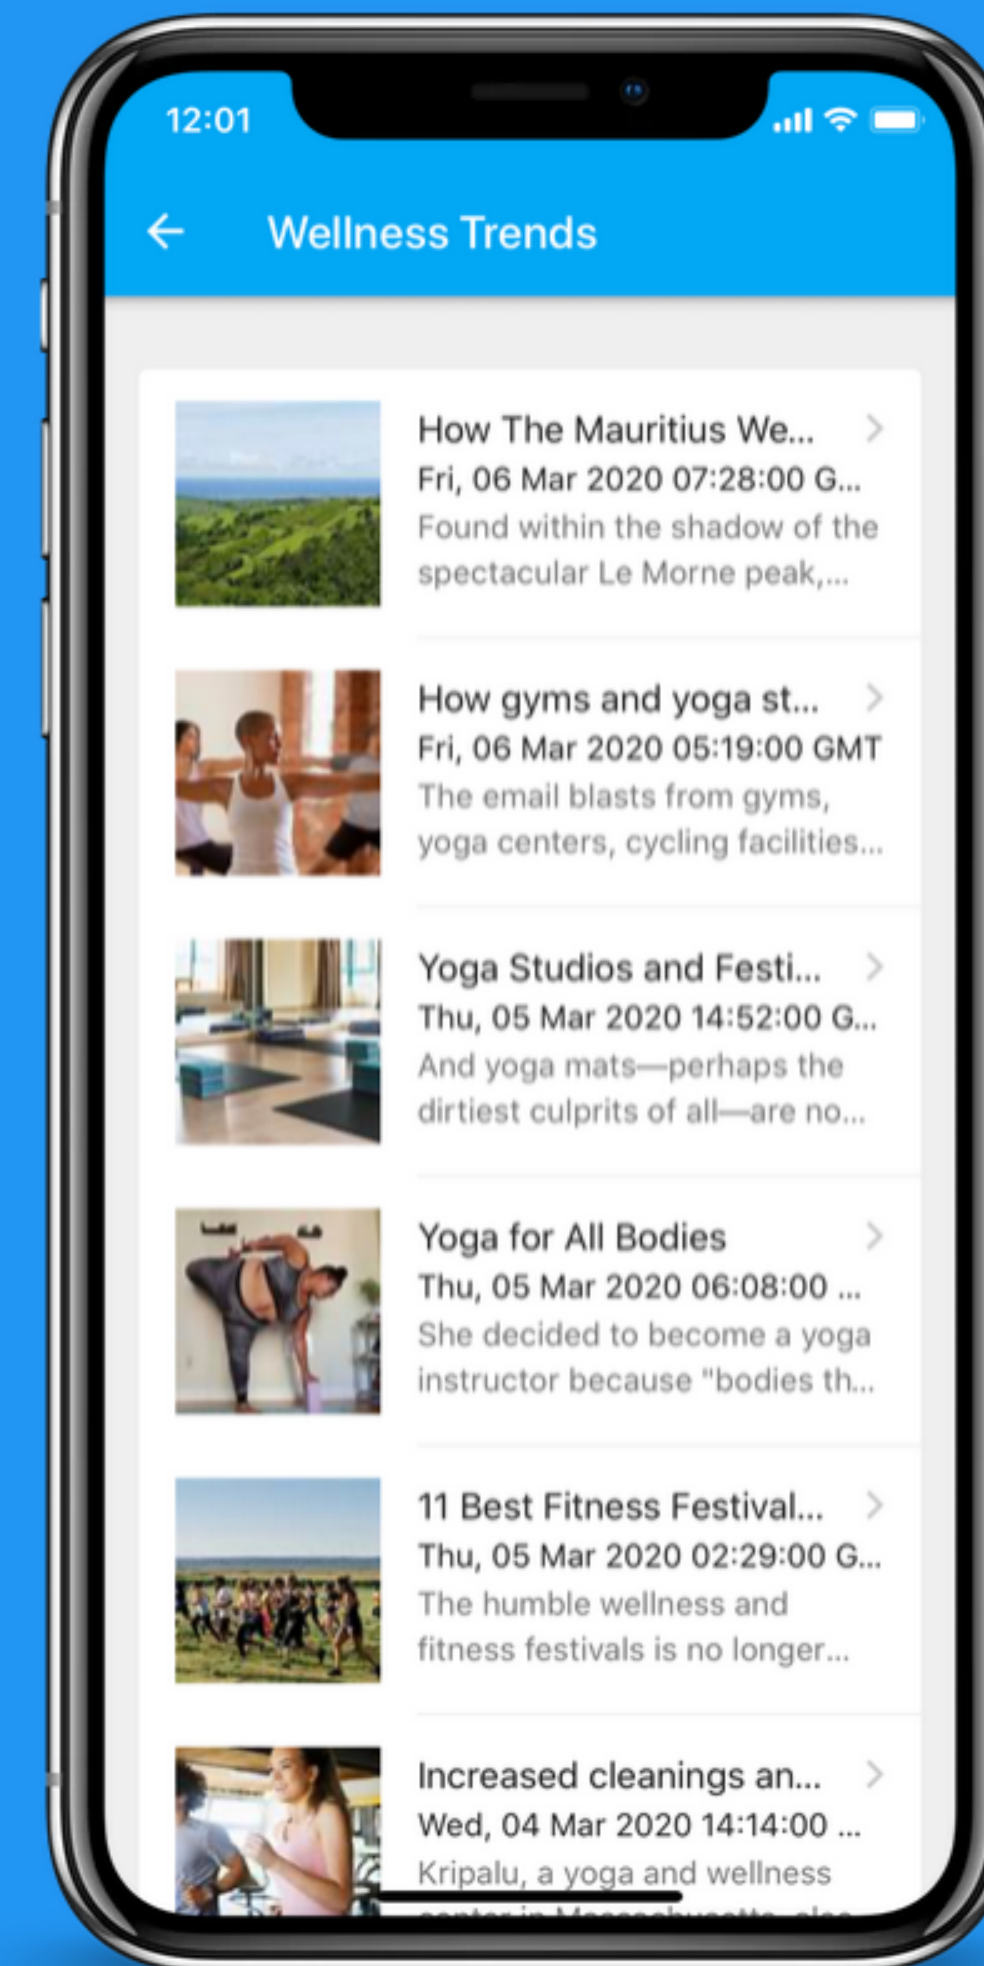 12:01
Wellness Trends
How The Mauritius We...
Fri, 06 Mar 2020 07:28:00 G...
Found within the shadow of the
spectacular Le Morne peak,...
How gyms and yoga st...
Fri, 06 Mar 2020 05:19:00 GMT
The email blasts from gyms,
yoga centers, cycling facilities...
Yoga Studios and Festi...
Thu, 05 Mar 2020 14:52:00 G...
And yoga mats—perhaps the
dirtiest culprits of all—are no...
Yoga for All Bodies
Thu, 05 Mar 2020 06:08:00 ...
She decided to become a yoga
instructor because "bodies th...
11 Best Fitness Festival...
Thu, 05 Mar 2020 02:29:00 G...
The humble wellness and
fitness festivals is no longer...
Increased cleanings an...
Wed, 04 Mar 2020 14:14:00 ...
Kripalu, a yoga and wellness
center in Massachusetts, also